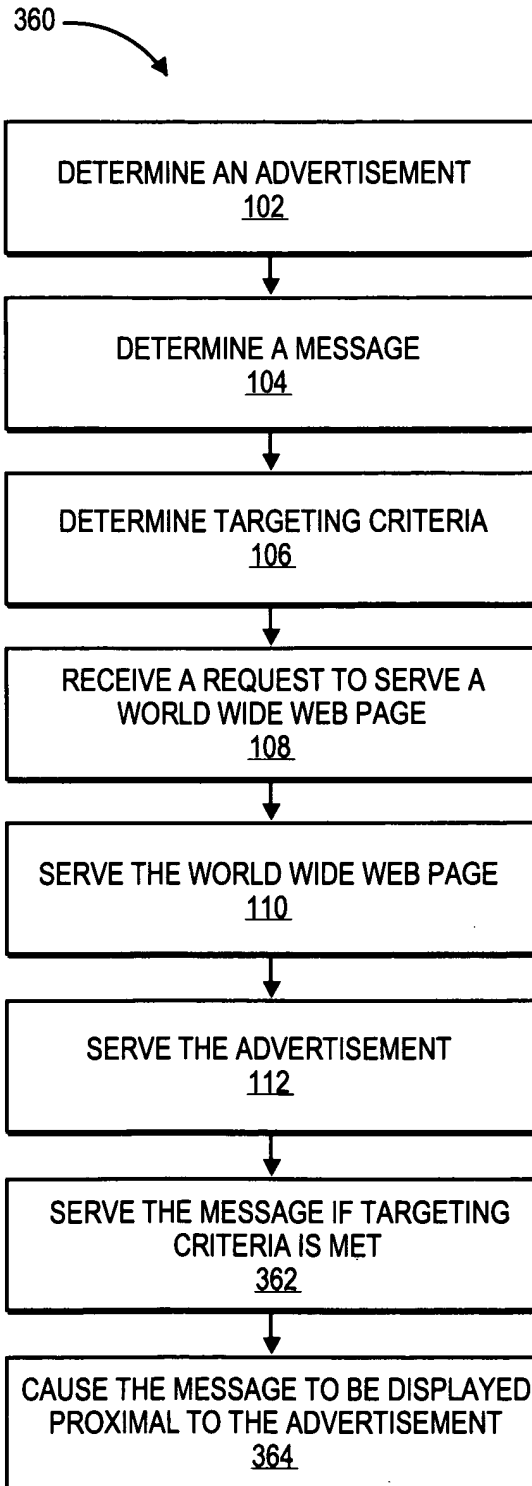 360
DETERMINE AN ADVERTISEMENT
102
DETERMINE A MESSAGE
104
DETERMINE TARGETING CRITERIA
106
RECEIVE A REQUEST TO SERVE A
WORLD WIDE WEB PAGE
108
SERVE THE WORLD WIDE WEB PAGE
110
SERVE THE ADVERTISEMENT
112
SERVE THE MESSAGE IF TARGETING
CRITERIA IS MET
362
CAUSE THE MESSAGE TO BE DISPLAYED
PROXIMAL TO THE ADVERTISEMENT
364